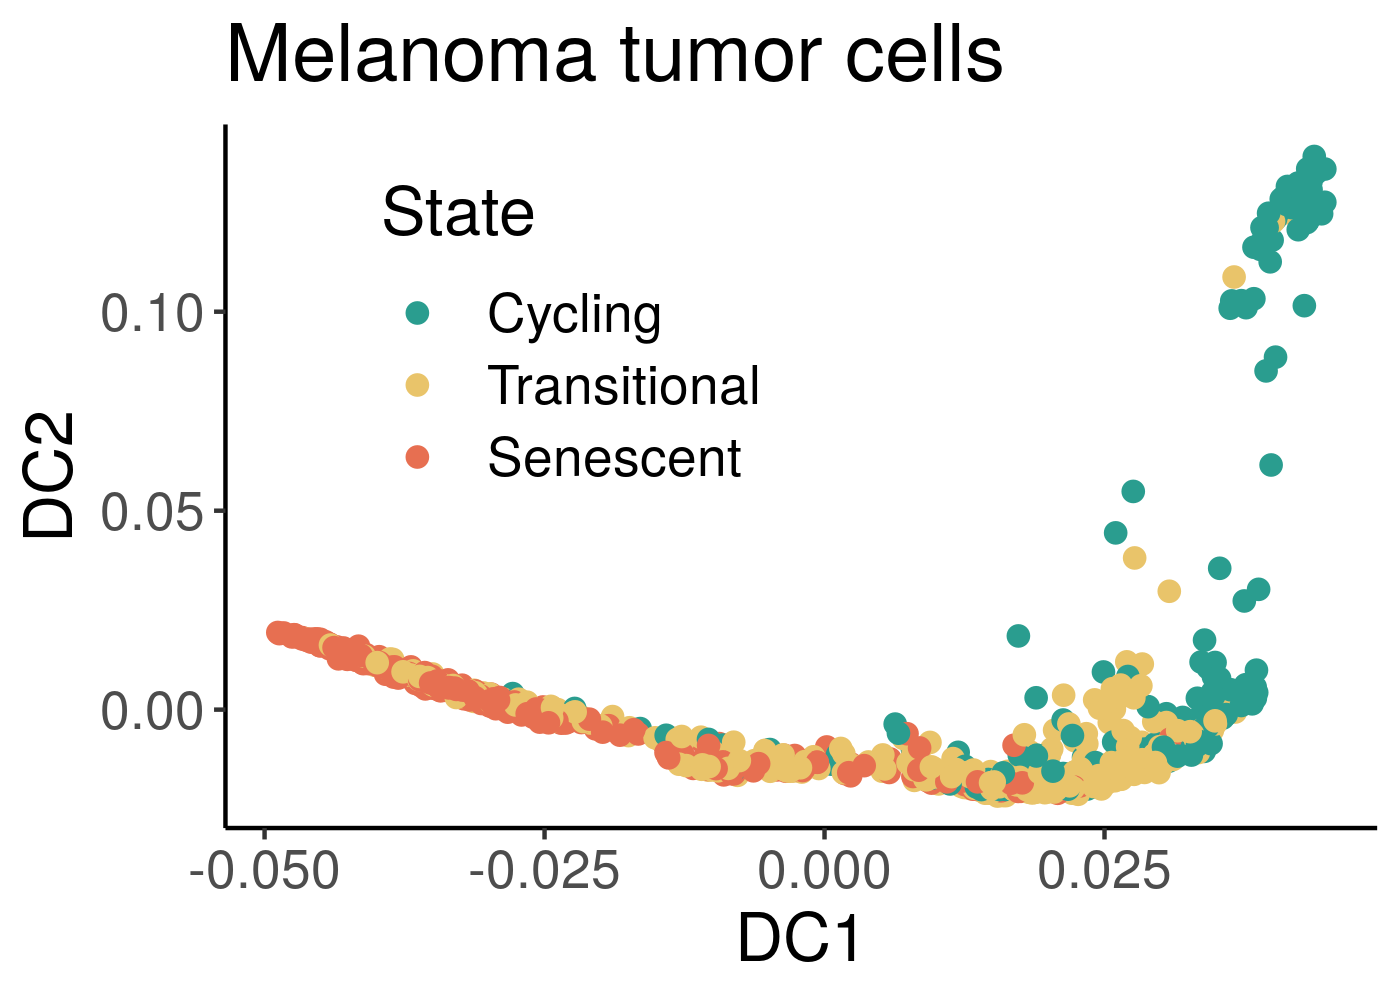 Melanoma tumor cells
State
Cycling
Transitional
Senescent
DC2
0.10
0.05
0.00
-0.050
-0.025
0.000
0.025
DC1